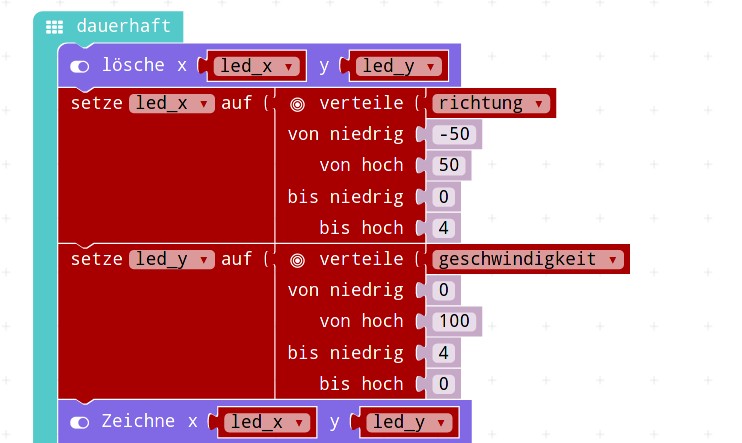 dauerhaft
lösche x led_x ▾ y led_y ▾
setze led_x ▾ auf ( verteile ( richtung ▾
von niedrig ( -50
von hoch ( 50
bis niedrig ( 0
bis hoch ( 4
setze led_y ▾ auf ( verteile ( geschwindigkeit ▾
von niedrig ( 0
von hoch ( 100
bis niedrig ( 4
bis hoch ( 0
Zeichne x led_x ▾ y led_y ▾